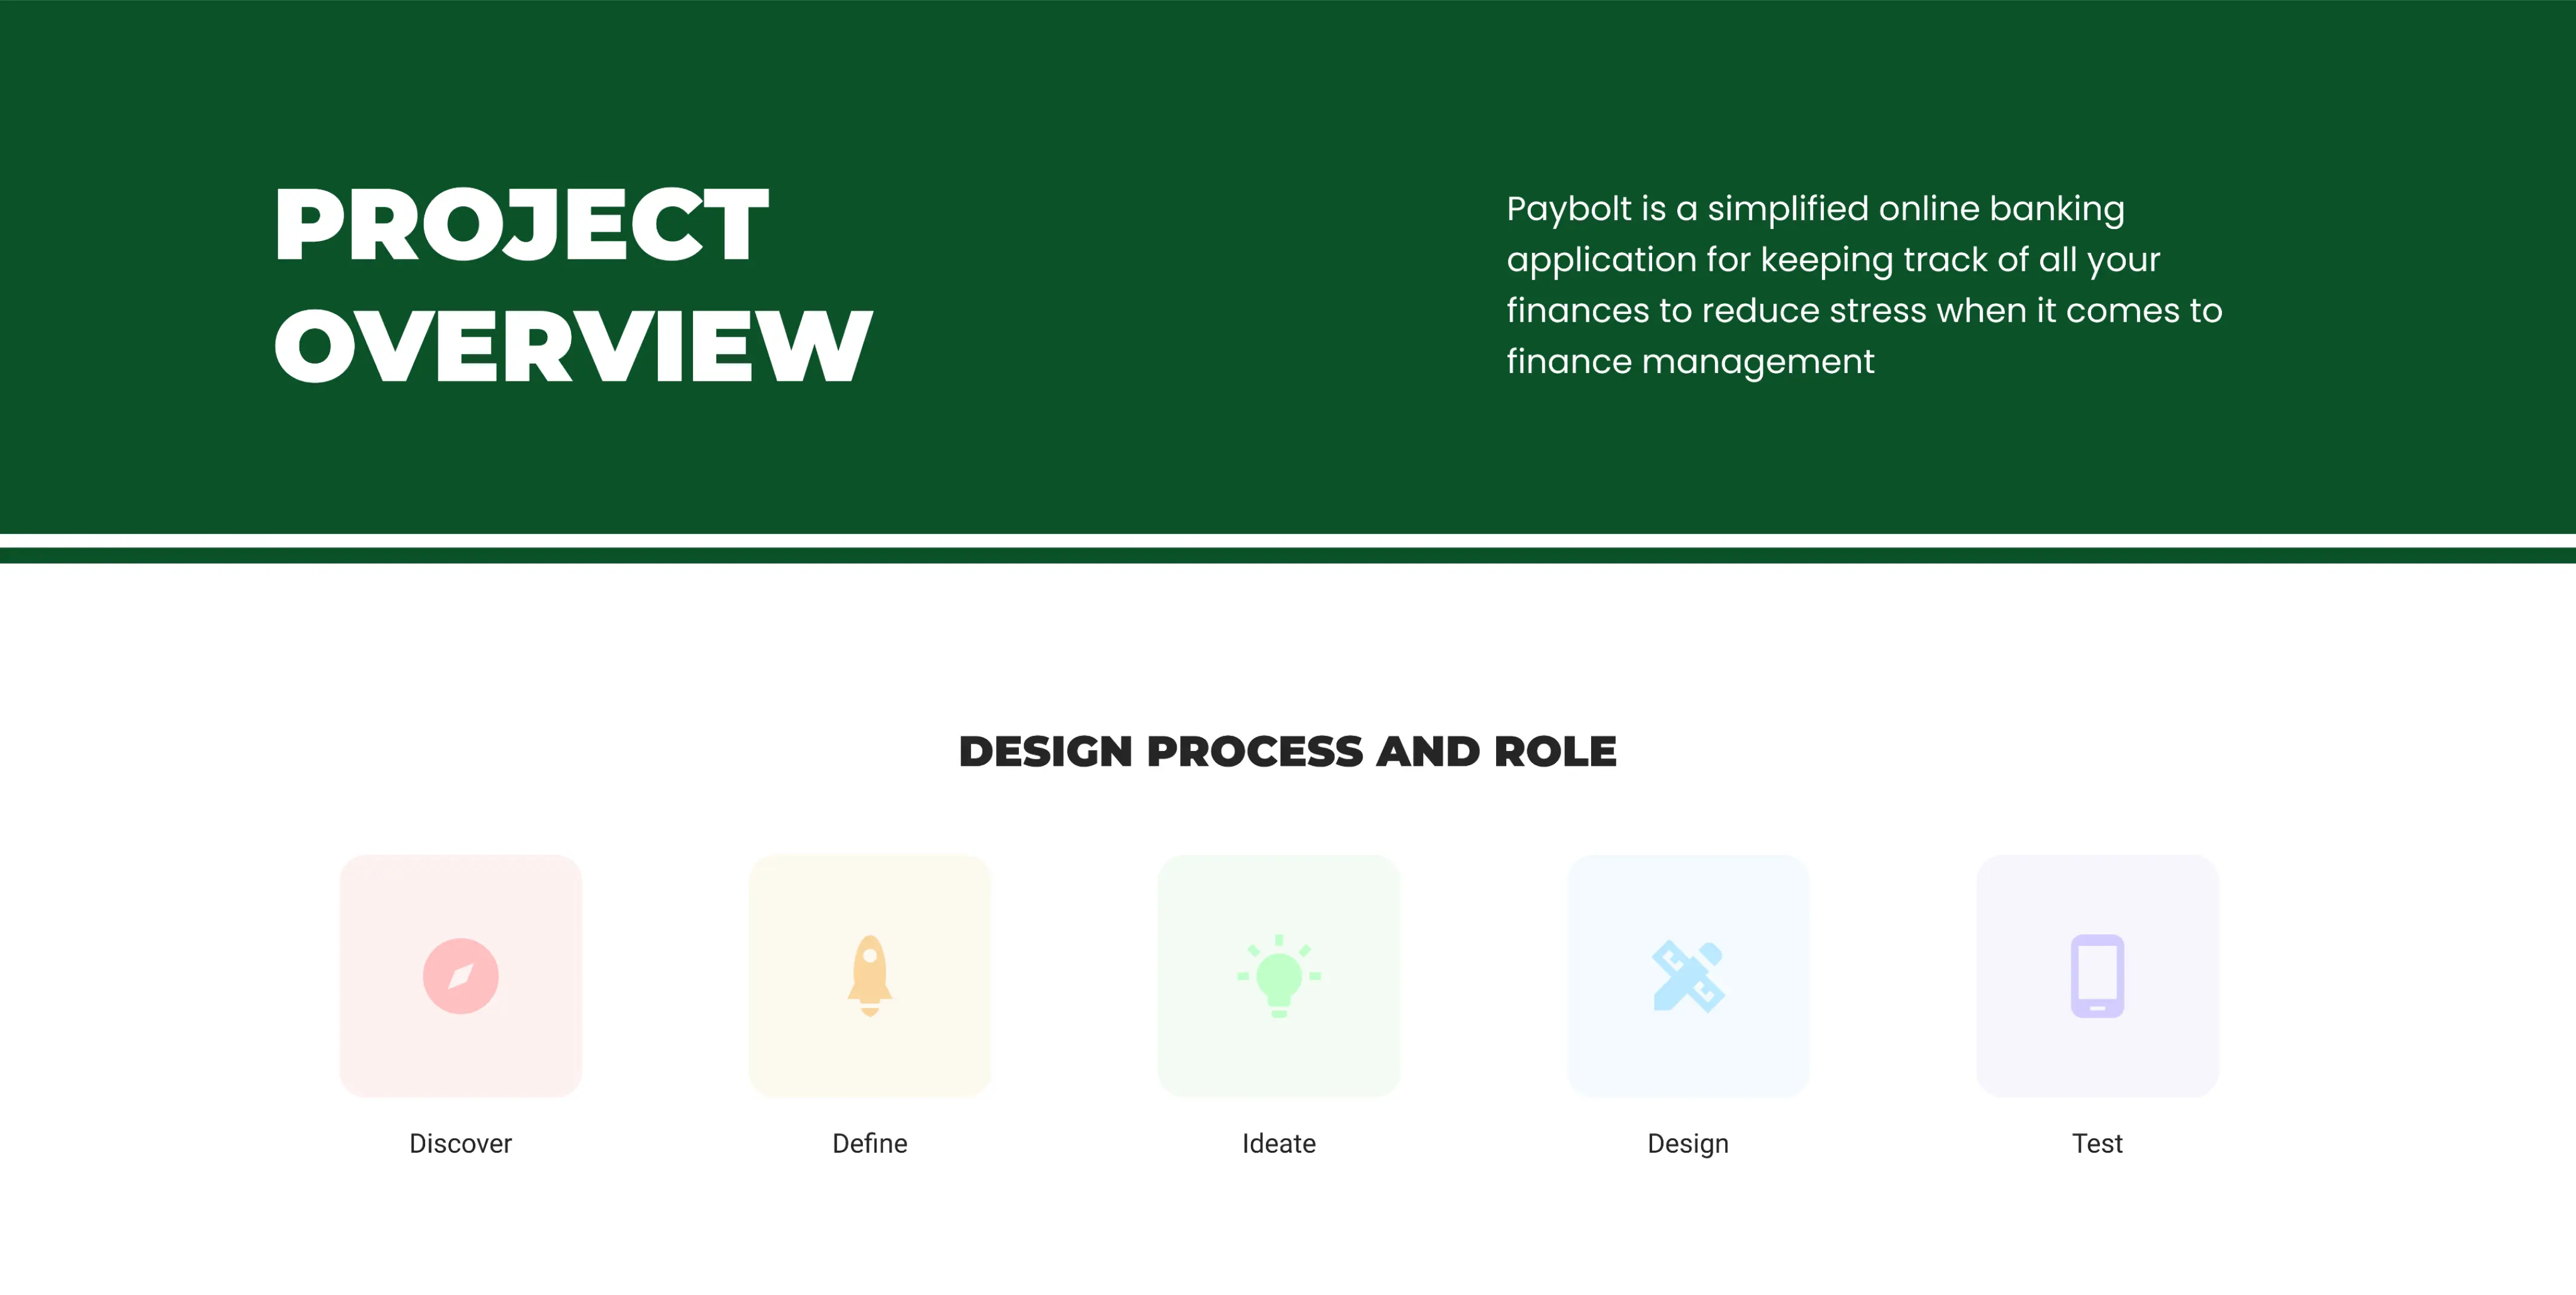 PROJECT
OVERVIEW
Paybolt is a simplified online banking
application for keeping track of all your
finances to reduce stress when it comes to
finance management
DESIGN PROCESS AND ROLE
Discover
Define
Ideate
Design
Test